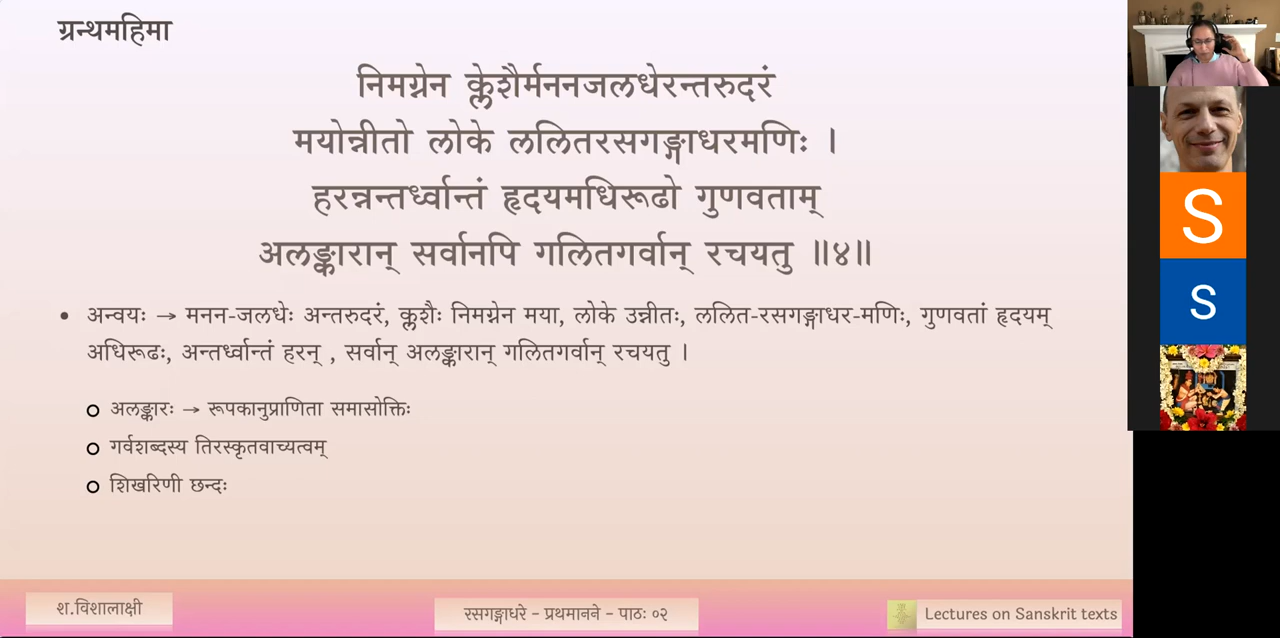 ग्रन्थमहिमा
निमग्नेन क्लेशैर्मननजलधेरन्तरुदरं
मयोन्नीतो लोके ललितरसगङ्गाधरमणिः ।
हरन्नन्तर्ध्वान्तं हृदयमधिरूढो गुणवताम्
अलङ्कारान् सर्वानपि गलितगर्वान् रचयतु ॥४॥
• अन्वयः → मनन-जलधेः अन्तरुदरं, क्लशैः निमग्नेन मया, लोके उन्नीतः, ललित-रसगङ्गाधर-मणिः, गुणवतां हृदयम्
अधिरूढः, अन्तर्ध्वान्तं हरन् , सर्वान् अलङ्कारान् गलितगर्वान् रचयतु ।
अलङ्कारः → रूपकानुप्राणिता समासोक्तिः
गर्वशब्दस्य तिरस्कृतवाच्यत्वम्
शिखरिणी छन्दः
श.विशालाक्षी
रसगङ्गाधरे - प्रथमानने - पाठः ०२
Lectures on Sanskrit texts
S
S